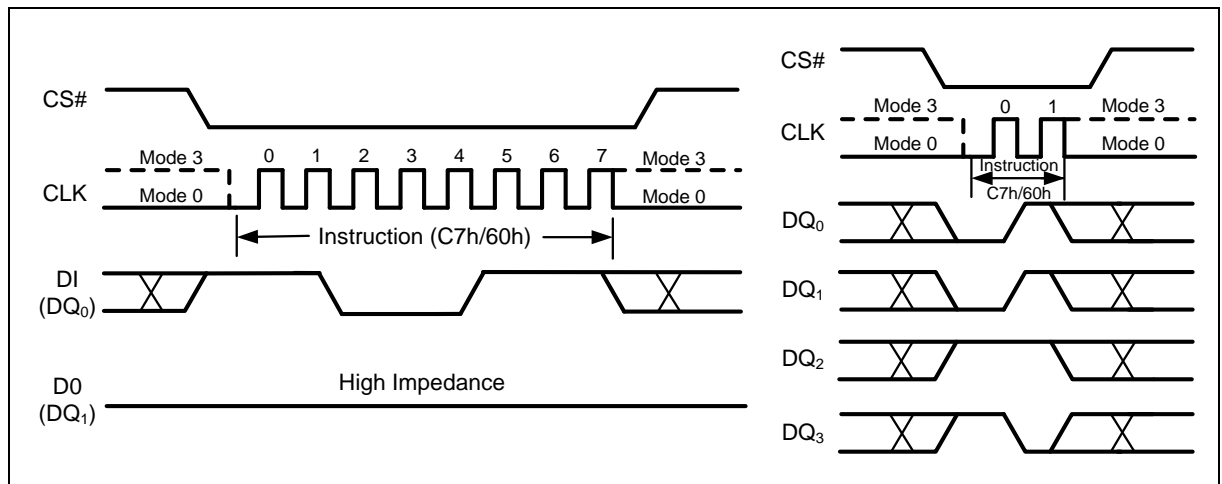 CS#
Mode 3 0 1 2 3 4 5 6 7 Mode 3
CLK Mode 0 Mode 0
Instruction (C7h/60h)
DI
(DQ0)
High Impedance
D0
(DQ1)
CS#
Mode 3 0 1 Mode 3
CLK
Mode 0 Mode 0
Instruction
C7h/60h
DQ0
DQ1
DQ2
DQ3